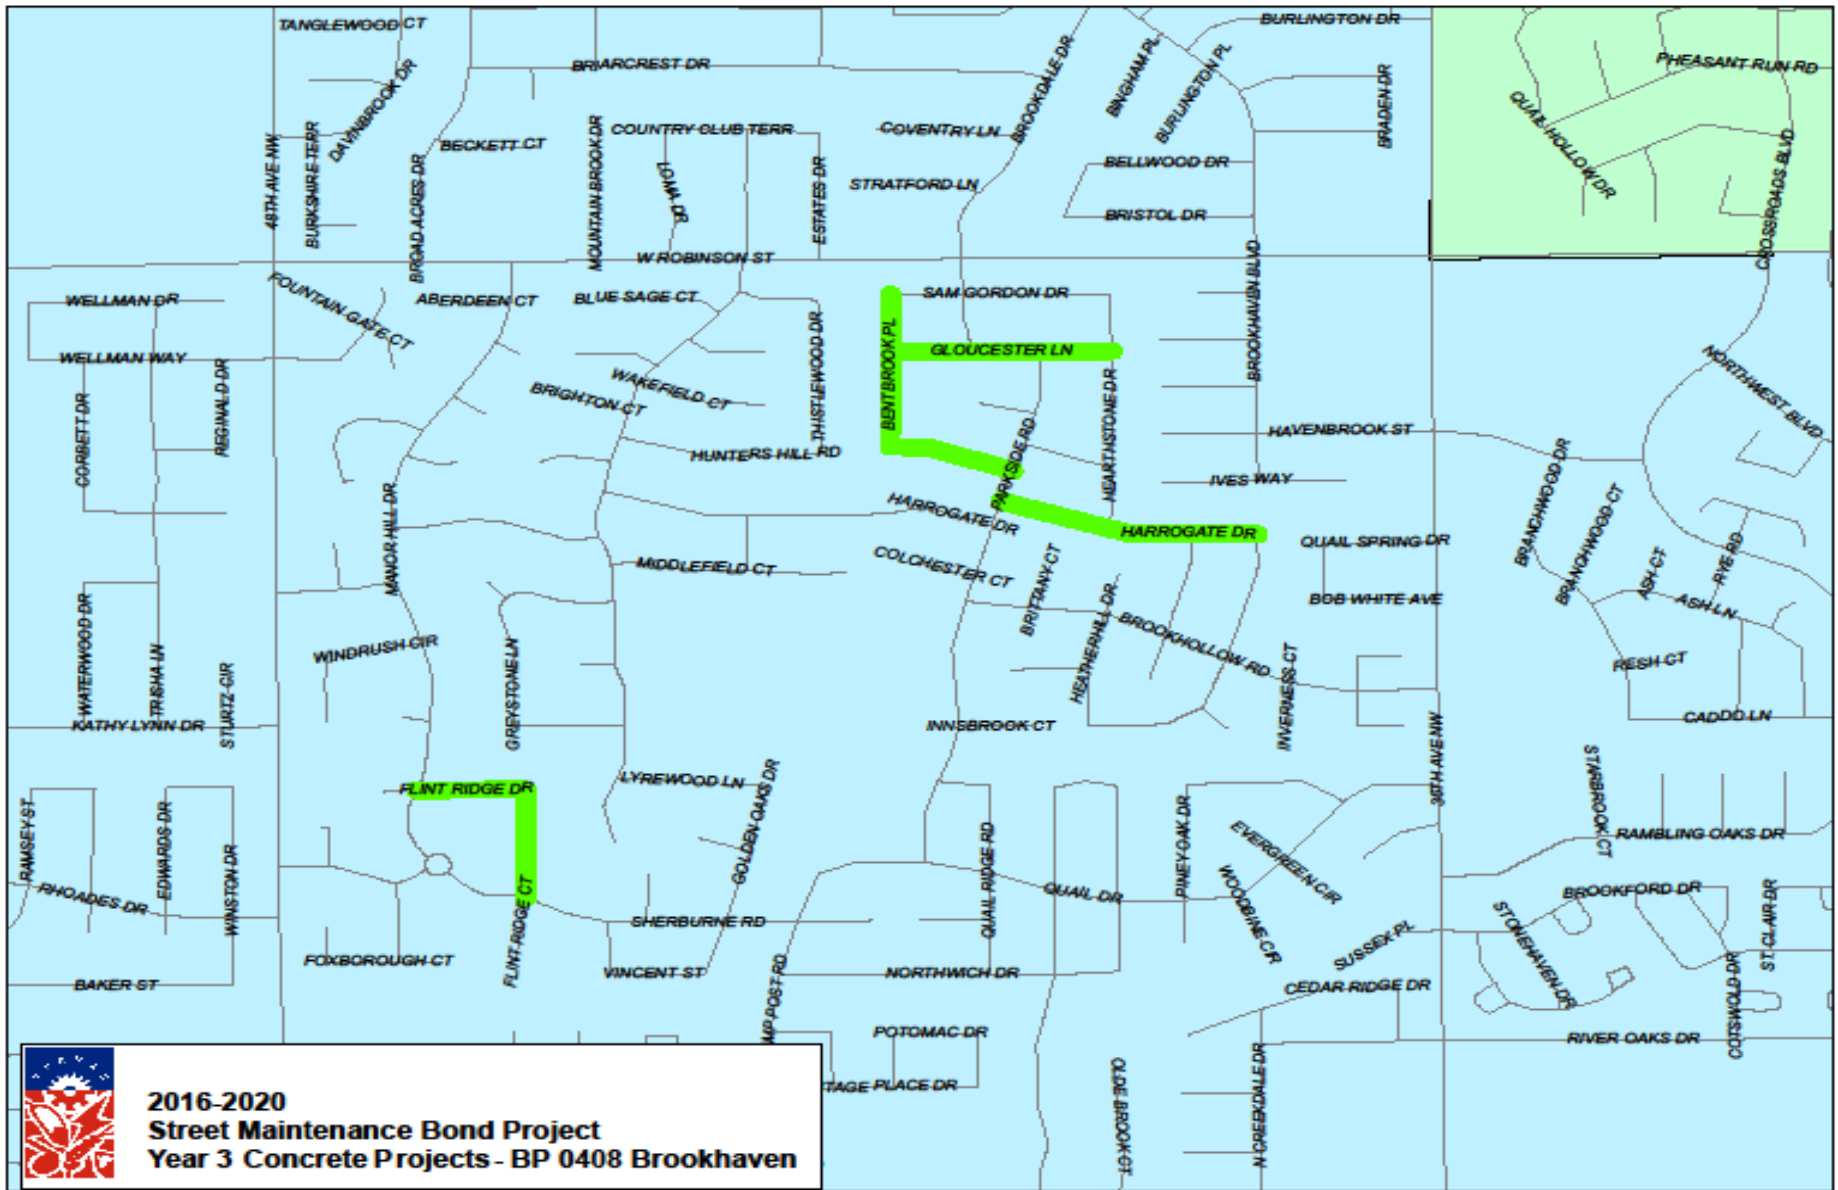 TANGLEWOOD CT
BURLINGTON DR
BRIARCREST DR
BROOKDALE DR
BINGHAM PL
BURLINGTON PL
PHEASANT RUN RD
DAVINBROOK DR
BRADEN DR
QUAIL HOLLOW DR
48TH AVE NW
BURKSHIRE TERR
BECKETT CT
MOUNTAIN BROOK DR
COUNTRY CLUB TERR
COVENTRY LN
BELLWOOD DR
CROSSROADS BLVD
BROAD ACRES DR
LOMA DR
ESTATES DR
STRATFORD LN
BRISTOL DR
W ROBINSON ST
BROOKHAVEN BLVD
WELLMAN DR
FOUNTAIN GATE CT
ABERDEEN CT
BLUE SAGE CT
SAM GORDON DR
WELLMAN WAY
THISTLEWOOD DR
BENTBROOK PL
GLOUCESTER LN
NORTHWEST BLVD
CORBETT DR
REGINALD DR
BRIGHTON CT
WAKEFIELD CT
HEARTHSTONE DR
PARKSIDE RD
HAVENBROOK ST
HUNTERS HILL RD
IVES WAY
BRANCHWOOD DR
BRANCHWOOD CT
MANOR HILL DR
HARROGATE DR
HARROGATE DR
QUAIL SPRING DR
ASH CT
RYE RD
MIDDLEFIELD CT
COLCHESTER CT
BRITTANY CT
HEATHERHILL DR
BOB WHITE AVE
ASH LN
WATERWOOD DR
TRISHA LN
STURTZ CIR
WINDRUSH CIR
GREYSTONE LN
BROOKHOLLOW RD
INVERNESS CT
RESH CT
KATHY LYNN DR
INNSBROOK CT
36TH AVE NW
CADDO LN
FLINT RIDGE DR
LYREWOOD LN
GOLDEN OAKS DR
STARBROOK CT
RAMSEY ST
EDWARDS DR
WINSTON DR
QUAIL RIDGE RD
PINEY OAK DR
EVERGREEN CIR
RAMBLING OAKS DR
RHOADES DR
FLINT RIDGE CT
SHERBURNE RD
QUAIL DR
WOODBINE CIR
BROOKFORD DR
STONEHAVEN DR
ST CLAIR DR
FOXBOROUGH CT
VINCENT ST
NORTHWICH DR
SUSSEX PL
BAKER ST
CEDAR RIDGE DR
COTSWOLD DR
AMP POST RD
POTOMAC DR
RIVER OAKS DR
TAGE PLACE DR
OLDE BROOK CT
N CREEKDALE DR
2016-2020
Street Maintenance Bond Project
Year 3 Concrete Projects - BP 0408 Brookhaven